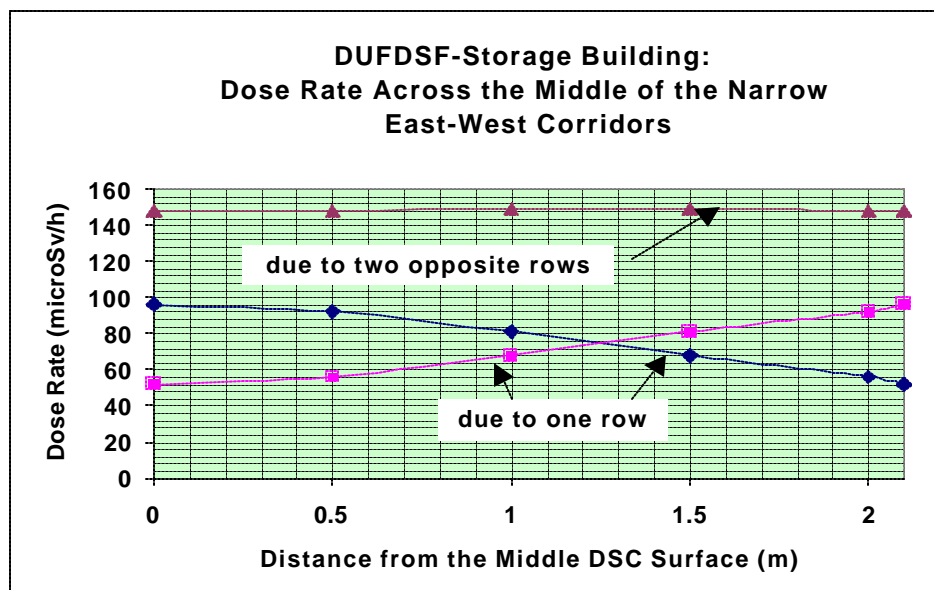 DUFDSF-Storage Building:
Dose Rate Across the Middle of the Narrow
East-West Corridors
Dose Rate (microSv/h)
160
140
120
100
80
60
40
20
0
due to two opposite rows
due to one row
0 0.5 1 1.5 2
Distance from the Middle DSC Surface (m)